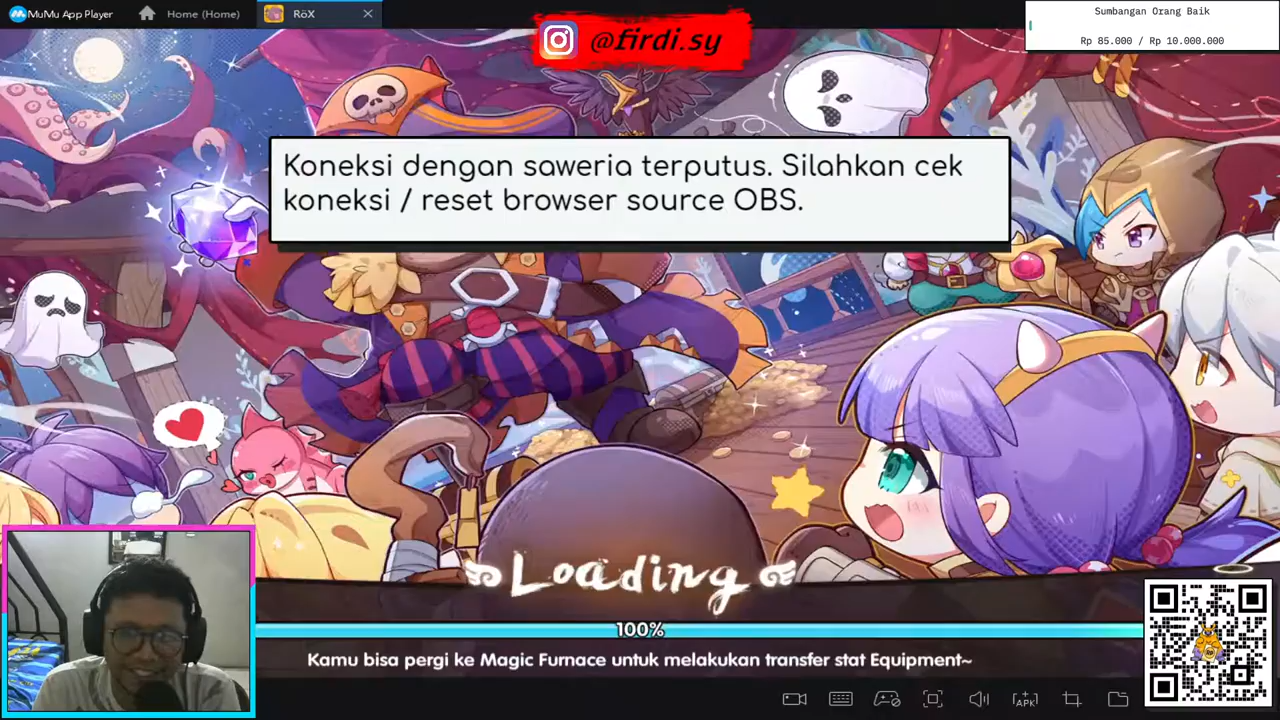 MuMu App Player
Home (Home)
RöX
@firdi.sy
Sumbangan Orang Baik
Rp 85.000 / Rp 10.000.000
Koneksi dengan saweria terputus. Silahkan cek
koneksi / reset browser source OBS.
Loading
100%
Kamu bisa pergi ke Magic Furnace untuk melakukan transfer stat Equipment~
APK